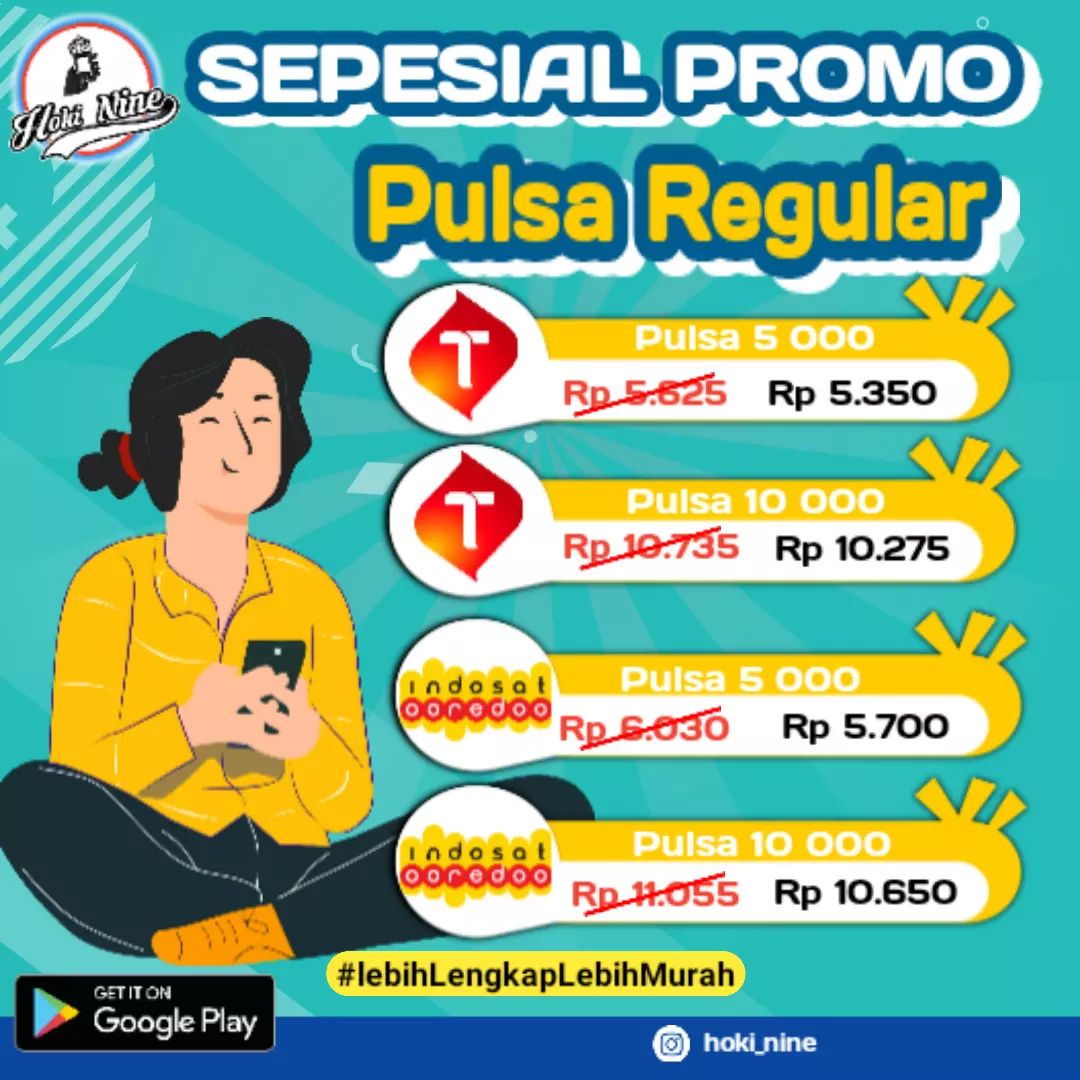 Hoki Nine
SEPESIAL PROMO
Pulsa Regular
T
Pulsa 5 000
Rp 5.625 Rp 5.350
T
Pulsa 10 000
Rp 10.735 Rp 10.275
indosat
ooredoo
Pulsa 5 000
Rp 6.030 Rp 5.700
indosat
ooredoo
Pulsa 10 000
Rp 11.055 Rp 10.650
#lebihLengkapLebihMurah
GET IT ON
Google Play
hoki_nine